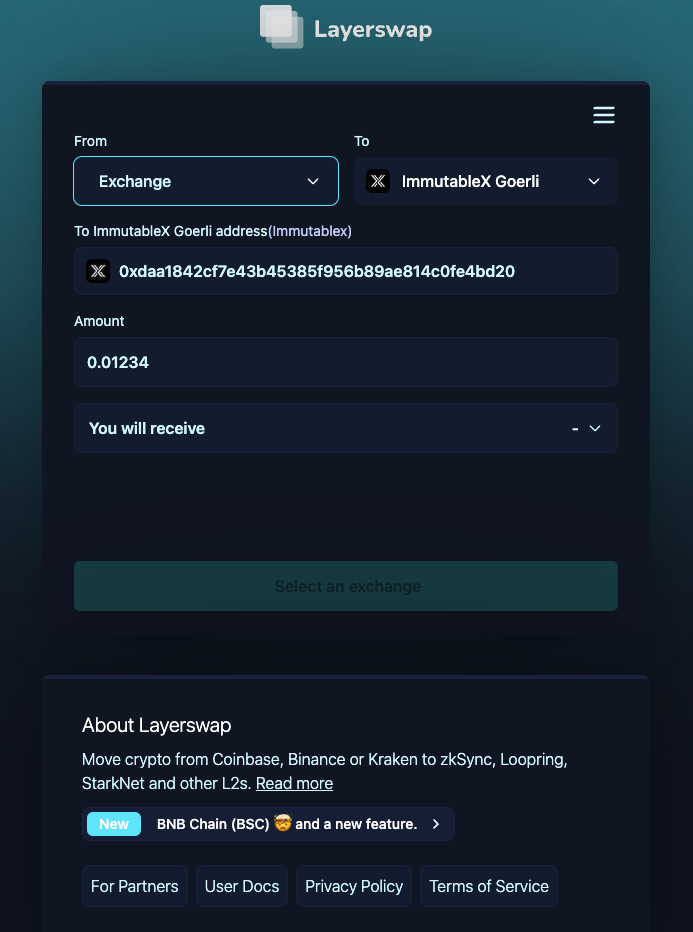 Layerswap
From To
Exchange ImmutableX Goerli
To ImmutableX Goerli address(Immutablex)
0xdaa1842cf7e43b45385f956b89ae814c0fe4bd20
Amount
0.01234
You will receive -
Select an exchange
About Layerswap
Move crypto from Coinbase, Binance or Kraken to zkSync, Loopring,
StarkNet and other L2s. Read more
New BNB Chain (BSC) 🤯 and a new feature.
For Partners User Docs Privacy Policy Terms of Service